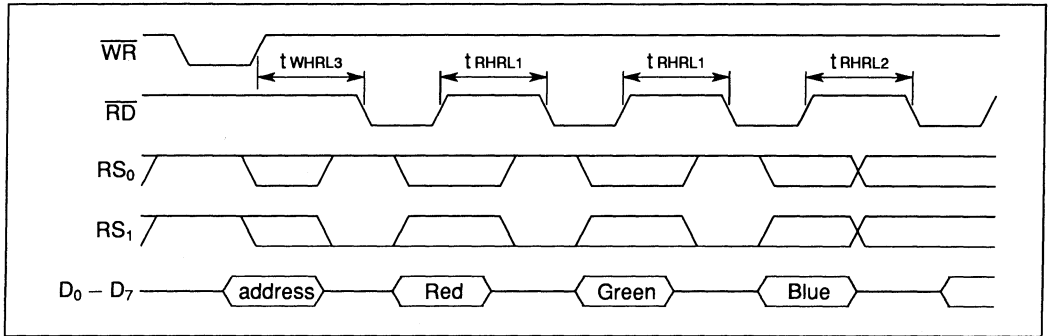 WR
t WHRL3
t RHRL1
t RHRL1
t RHRL2
RD
RS0
RS1
D0 – D7
address
Red
Green
Blue